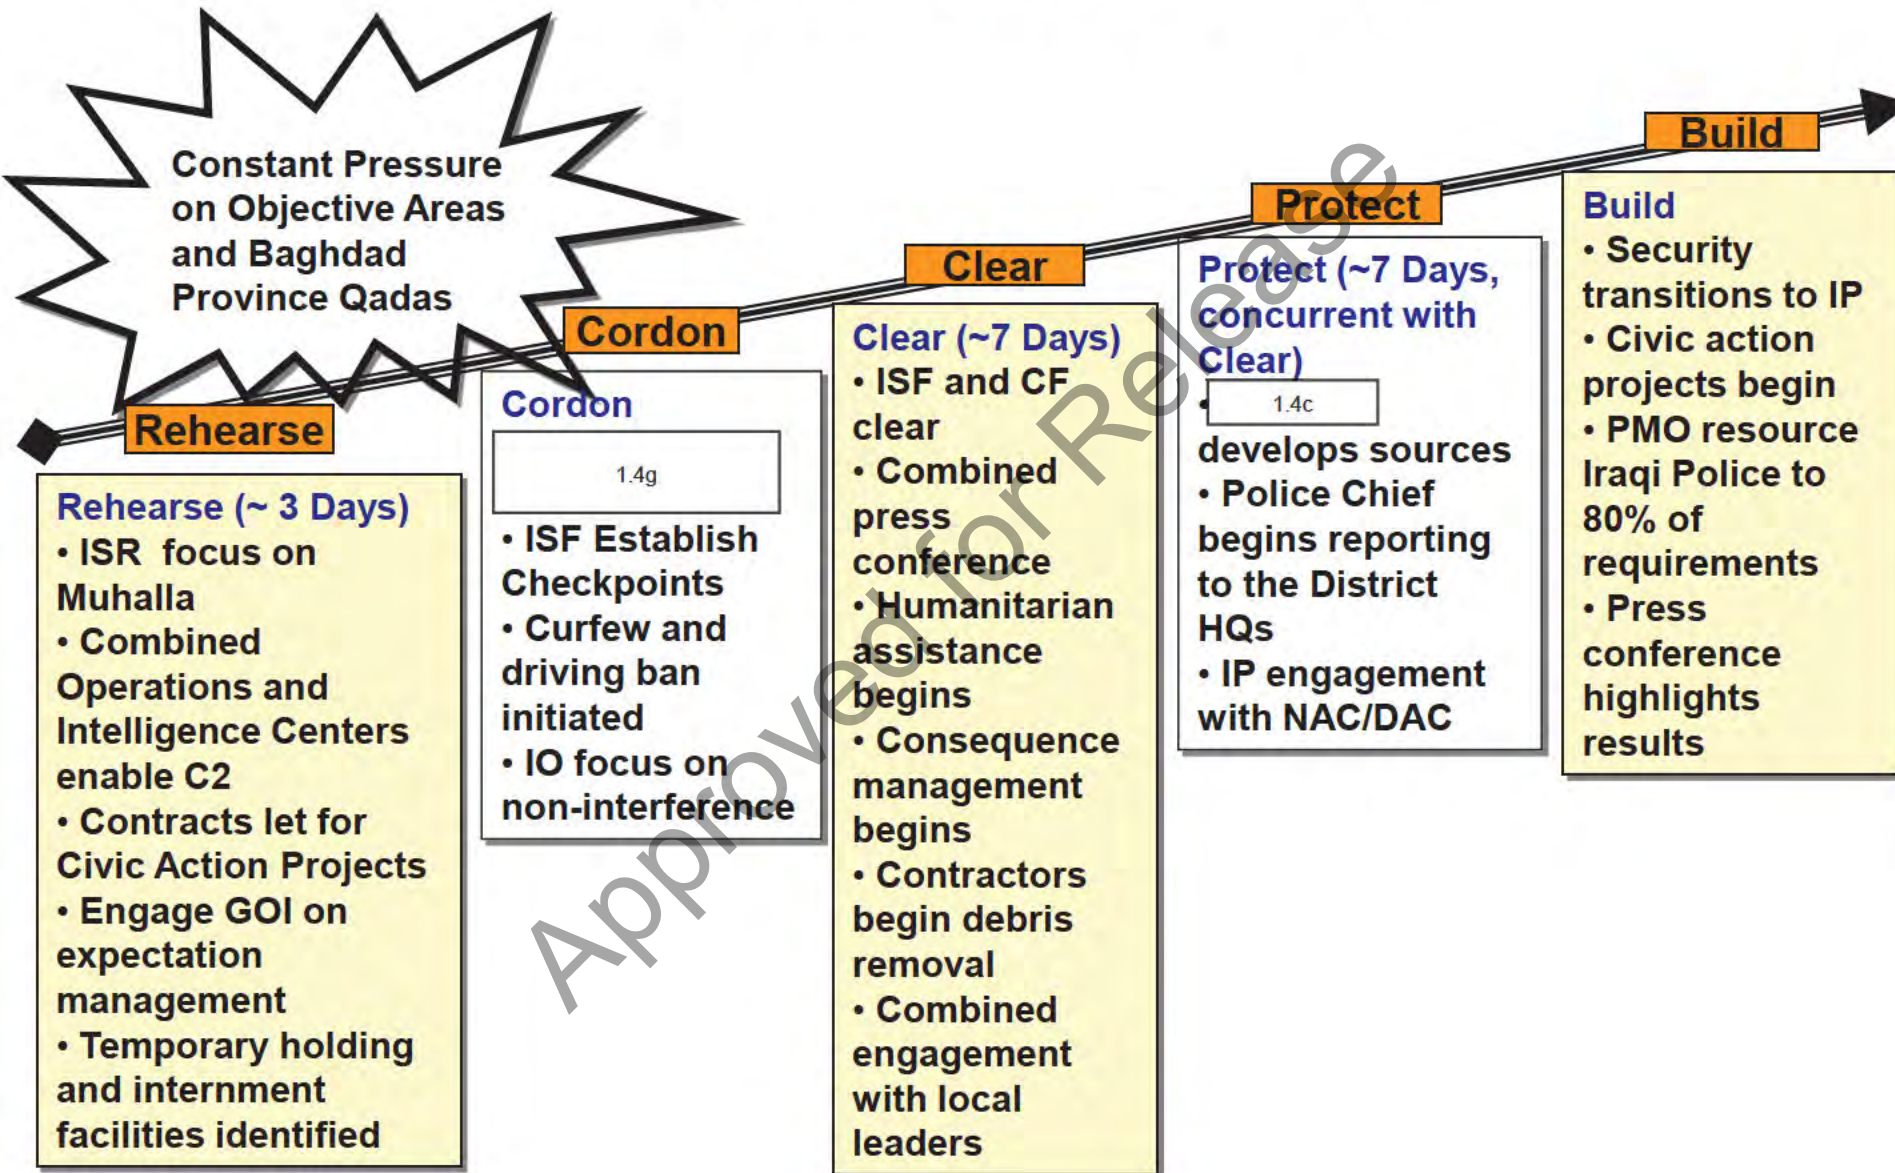 Constant Pressure
on Objective Areas
and Baghdad
Province Qadas
Rehearse
Cordon
Clear
Protect
Build
Rehearse (~ 3 Days)
• ISR focus on
Muhalla
• Combined
Operations and
Intelligence Centers
enable C2
• Contracts let for
Civic Action Projects
• Engage GOI on
expectation
management
• Temporary holding
and internment
facilities identified
Cordon
1.4g
• ISF Establish
Checkpoints
• Curfew and
driving ban
initiated
• IO focus on
non-interference
Clear (~7 Days)
• ISF and CF
clear
• Combined
press
conference
• Humanitarian
assistance
begins
• Consequence
management
begins
• Contractors
begin debris
removal
• Combined
engagement
with local
leaders
Protect (~7 Days,
concurrent with
Clear)
• 1.4c
develops sources
• Police Chief
begins reporting
to the District
HQs
• IP engagement
with NAC/DAC
Build
• Security
transitions to IP
• Civic action
projects begin
• PMO resource
Iraqi Police to
80% of
requirements
• Press
conference
highlights
results
Approved for Release